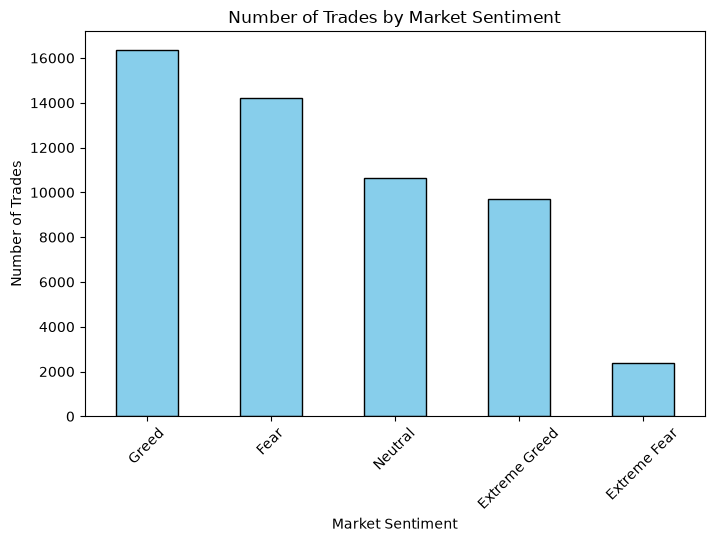 Number of Trades by Market Sentiment
Number of Trades
16000
14000
12000
10000
8000
6000
4000
2000
0
Greed
Fear
Neutral
Extreme Greed
Extreme Fear
Market Sentiment